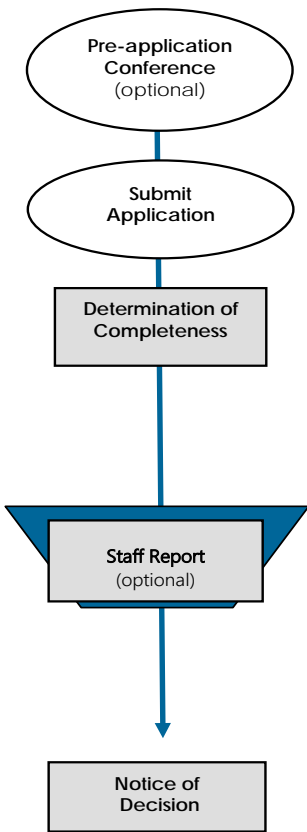 Pre-application
Conference
(optional)
Submit
Application
Determination of
Completeness
Staff Report
(optional)
Notice of
Decision